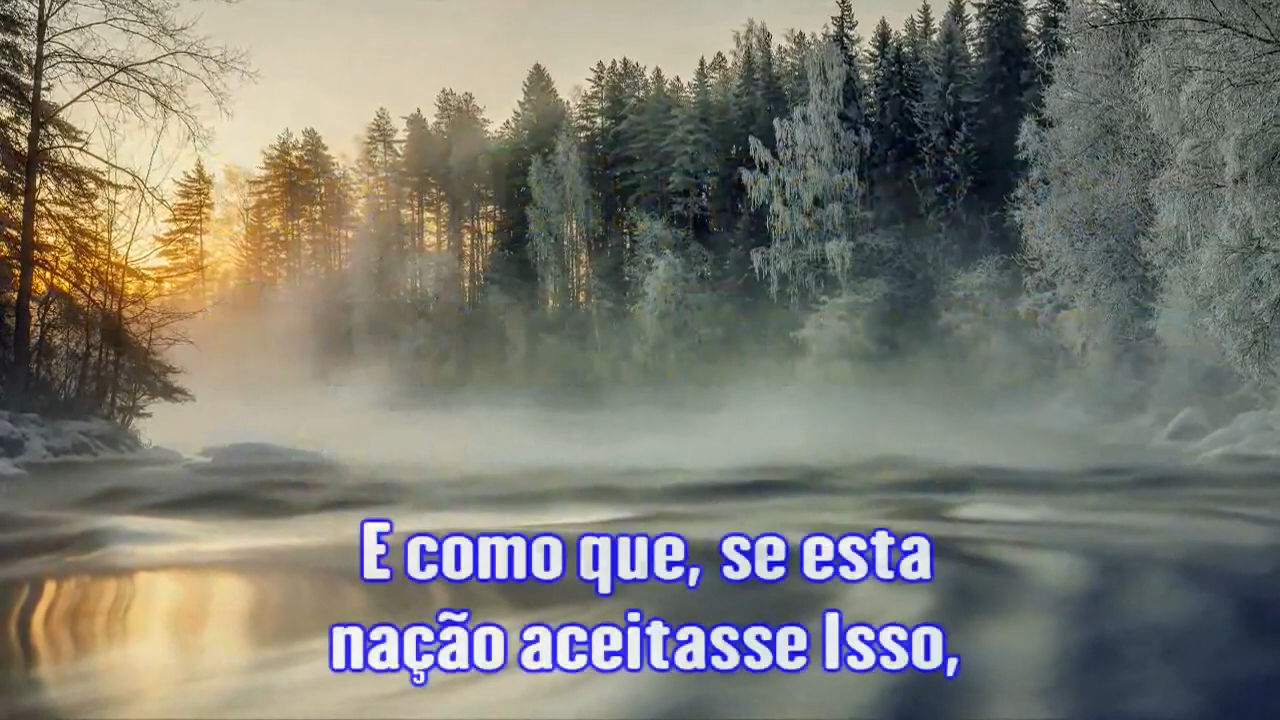 E como que, se esta
nação aceitasse Isso,